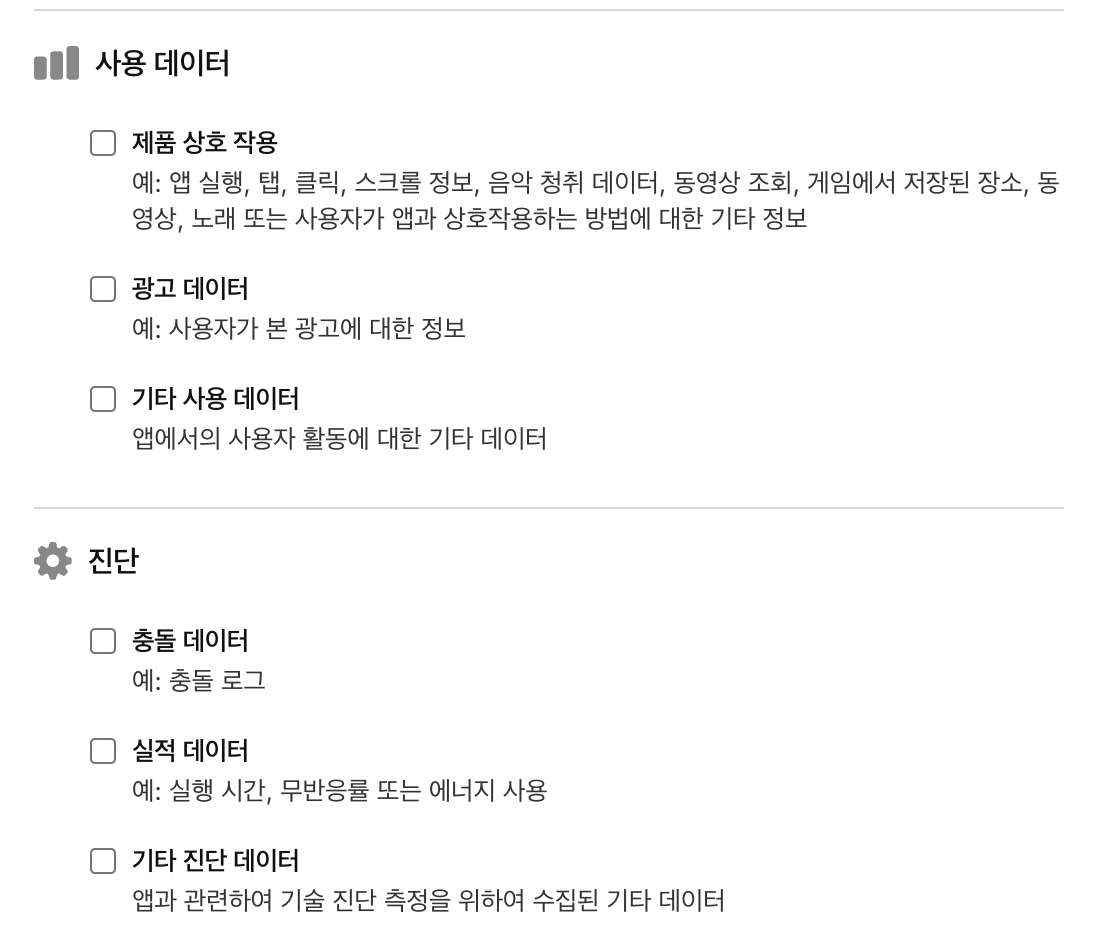 사용 데이터
제품 상호 작용
예: 앱 실행, 탭, 클릭, 스크롤 정보, 음악 청취 데이터, 동영상 조회, 게임에서 저장된 장소, 동
영상, 노래 또는 사용자가 앱과 상호작용하는 방법에 대한 기타 정보
광고 데이터
예: 사용자가 본 광고에 대한 정보
기타 사용 데이터
앱에서의 사용자 활동에 대한 기타 데이터
진단
충돌 데이터
예: 충돌 로그
실적 데이터
예: 실행 시간, 무반응률 또는 에너지 사용
기타 진단 데이터
앱과 관련하여 기술 진단 측정을 위하여 수집된 기타 데이터